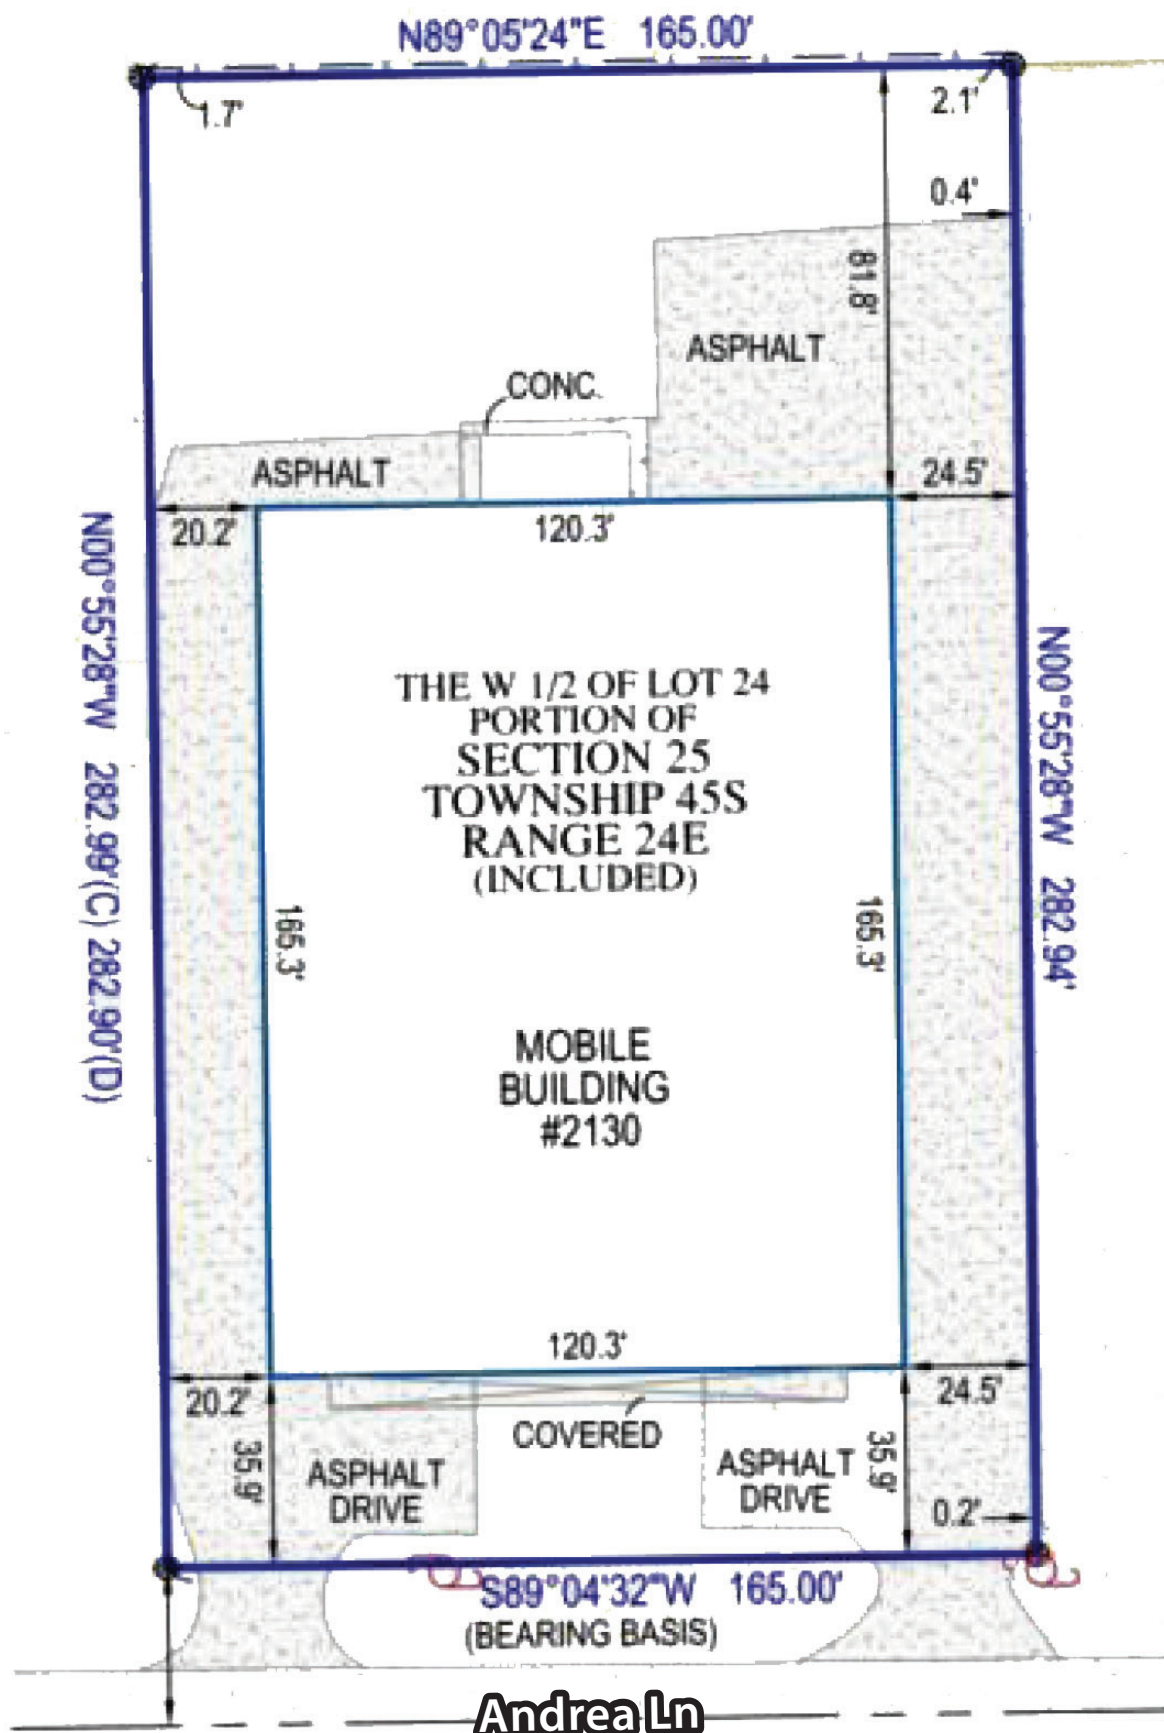 N89°05'24"E 165.00'
1.7'
2.1'
0.4'
81.8'
ASPHALT
CONC.
ASPHALT
24.5'
20.2'
120.3'
N00°55'28"W 282.99'(C) 282.90'(D)
N00°55'28"W 282.94'
THE W 1/2 OF LOT 24
PORTION OF
SECTION 25
TOWNSHIP 45S
RANGE 24E
(INCLUDED)
165.3'
165.3'
MOBILE
BUILDING
#2130
120.3'
20.2'
24.5'
COVERED
35.9'
ASPHALT
DRIVE
ASPHALT
DRIVE
35.9'
0.2'
S89°04'32"W 165.00'
(BEARING BASIS)
Andrea Ln